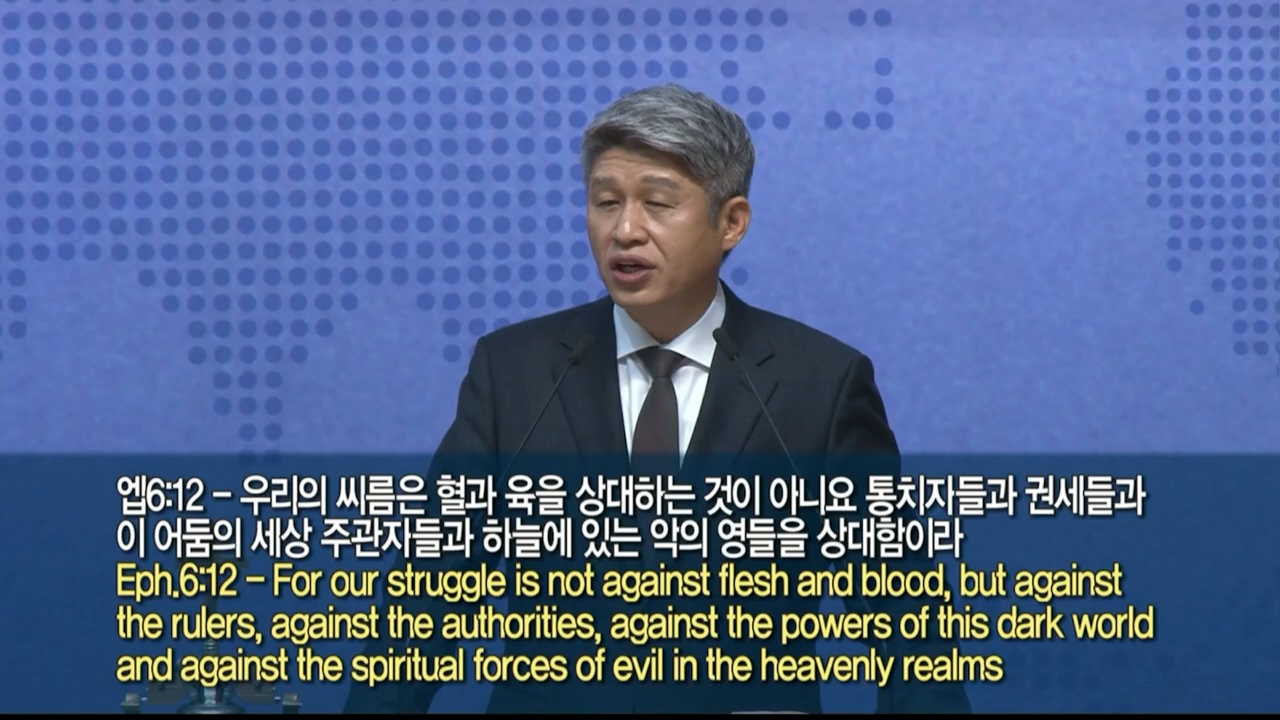 엡6:12 – 우리의 씨름은 혈과 육을 상대하는 것이 아니요 통치자들과 권세들과
이 어둠의 세상 주관자들과 하늘에 있는 악의 영들을 상대함이라
Eph.6:12 – For our struggle is not against flesh and blood, but against
the rulers, against the authorities, against the powers of this dark world
and against the spiritual forces of evil in the heavenly realms